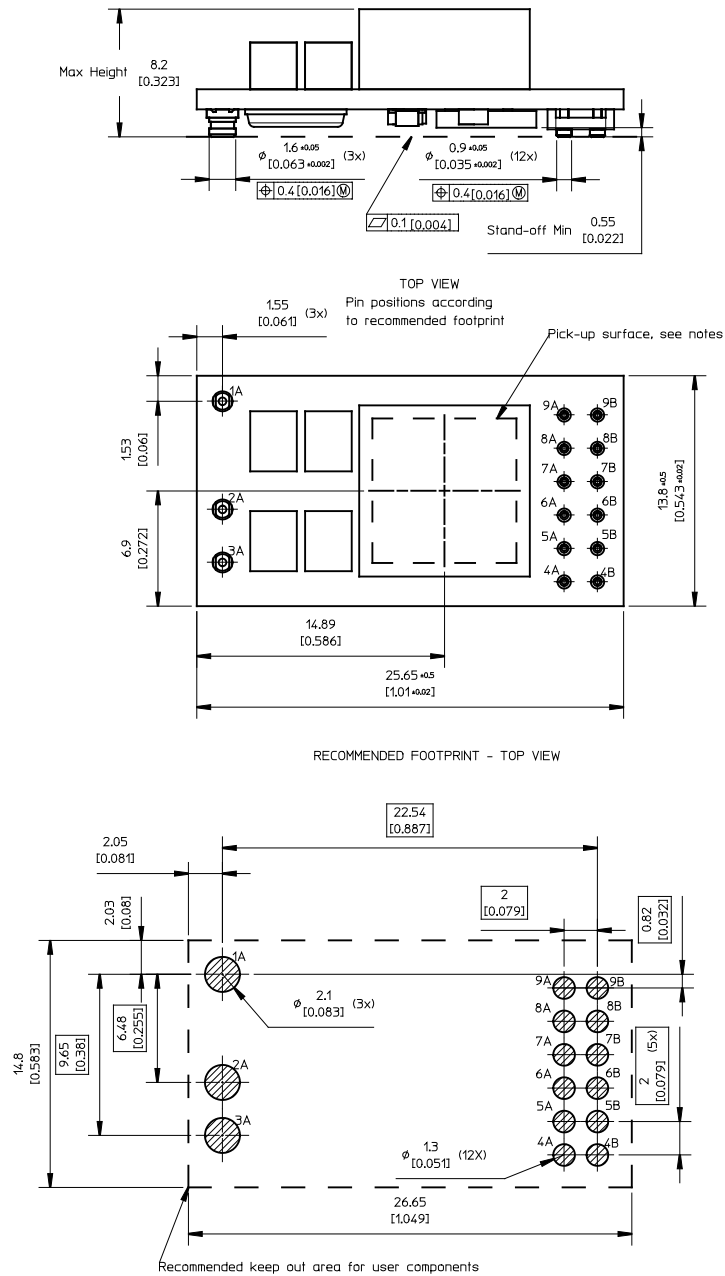 Max Height 8.2
[0.323]
ø 1.6 ±0.05 (3x)
[0.063 ±0.002]
⌖ 0.4 [0.016] Ⓜ
ø 0.9 ±0.05 (12x)
[0.035 ±0.002]
⌖ 0.4 [0.016] Ⓜ
⏥ 0.1 [0.004]
Stand-off Min 0.55
[0.022]
TOP VIEW
Pin positions according
to recommended footprint
1.55
[0.061] (3x)
Pick-up surface, see notes
1A
2A
3A
9A 9B
8A 8B
7A 7B
6A 6B
5A 5B
4A 4B
1.53
[0.06]
6.9
[0.272]
13.8 ±0.5
[0.543 ±0.02]
14.89
[0.586]
25.65 ±0.5
[1.01 ±0.02]
RECOMMENDED FOOTPRINT - TOP VIEW
22.54
[0.887]
2.05
[0.081]
2.03
[0.08]
2
[0.079]
0.82
[0.032]
14.8
[0.583]
9.65
[0.38]
6.48
[0.255]
1A
2A
3A
ø 2.1
[0.083] (3x)
9A 9B
8A 8B
7A 7B
6A 6B
5A 5B
4A 4B
2 (5x)
[0.079]
ø 1.3
[0.051] (12X)
26.65
[1.049]
Recommended keep out area for user components